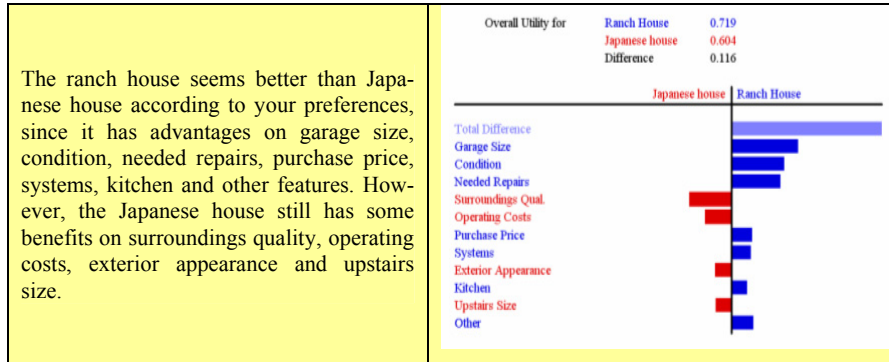 The ranch house seems better than Japa-
nese house according to your preferences,
since it has advantages on garage size,
condition, needed repairs, purchase price,
systems, kitchen and other features. How-
ever, the Japanese house still has some
benefits on surroundings quality, operating
costs, exterior appearance and upstairs
size.
Overall Utility for Ranch House 0.719
Japanese house 0.604
Difference 0.116
Japanese house Ranch House
Total Difference
Garage Size
Condition
Needed Repairs
Surroundings Qual.
Operating Costs
Purchase Price
Systems
Exterior Appearance
Kitchen
Upstairs Size
Other